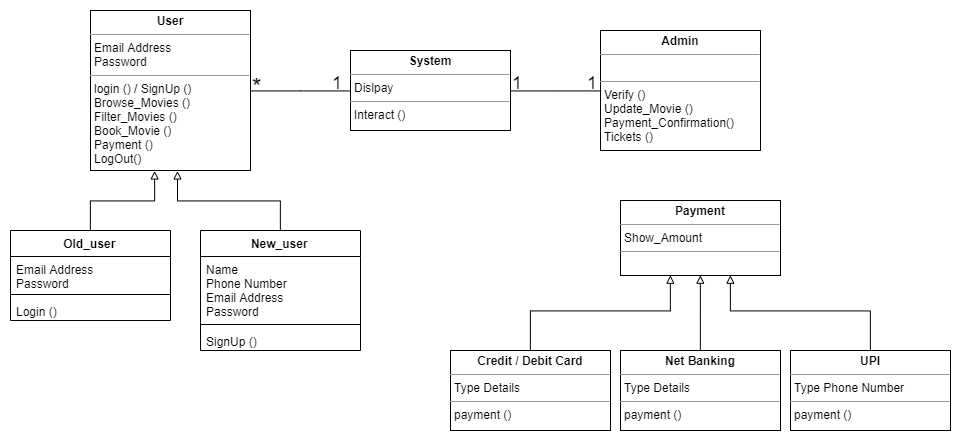 User
Email Address
Password
login () / SignUp ()
Browse_Movies ()
Filter_Movies ()
Book_Movie ()
Payment ()
LogOut()
*
1
System
Dislpay
Interact ()
1
1
Admin
Verify ()
Update_Movie ()
Payment_Confirmation()
Tickets ()
Old_user
Email Address
Password
Login ()
New_user
Name
Phone Number
Email Address
Password
SignUp ()
Payment
Show_Amount
Credit / Debit Card
Type Details
payment ()
Net Banking
Type Details
payment ()
UPI
Type Phone Number
payment ()